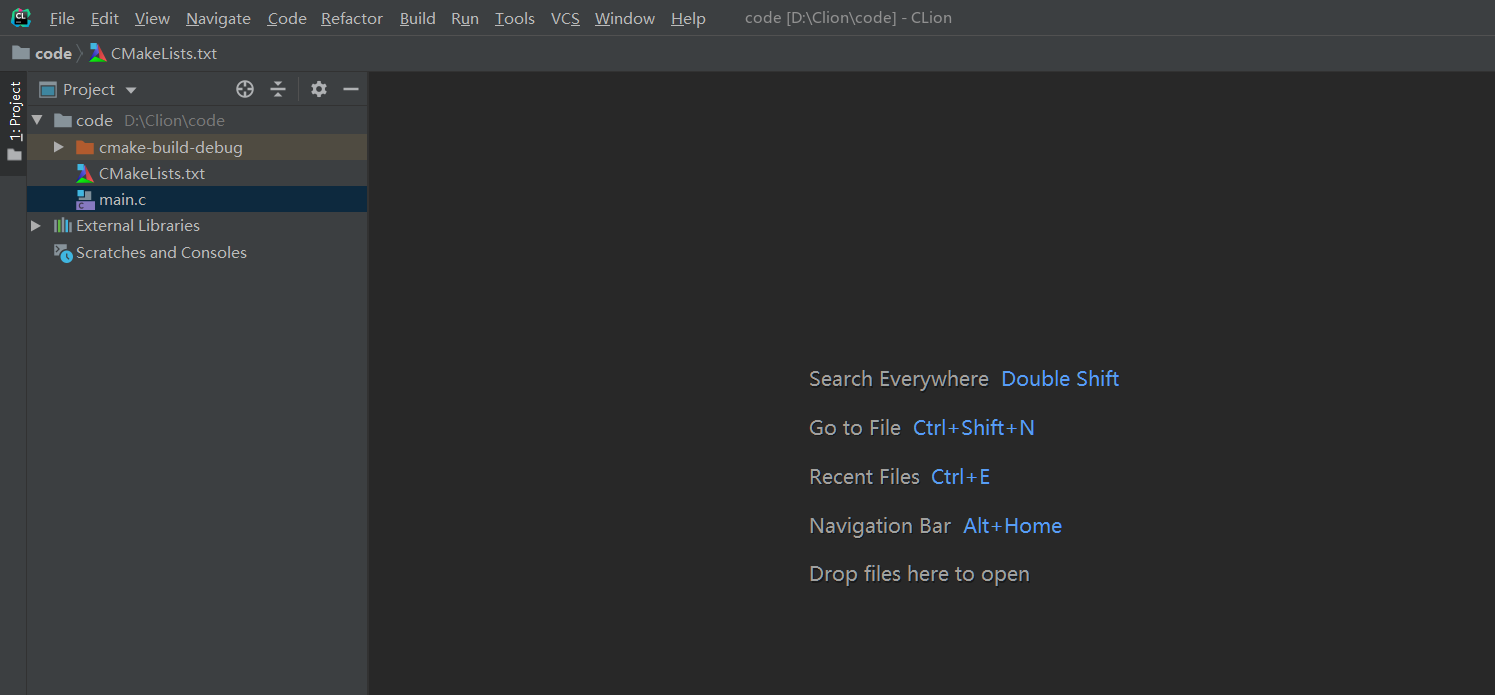 CL File Edit View Navigate Code Refactor Build Run Tools VCS Window Help code [D:\Clion\code] - CLion
code CMakeLists.txt
1: Project
Project
code D:\Clion\code
cmake-build-debug
CMakeLists.txt
C main.c
External Libraries
Scratches and Consoles
Search Everywhere Double Shift
Go to File Ctrl+Shift+N
Recent Files Ctrl+E
Navigation Bar Alt+Home
Drop files here to open